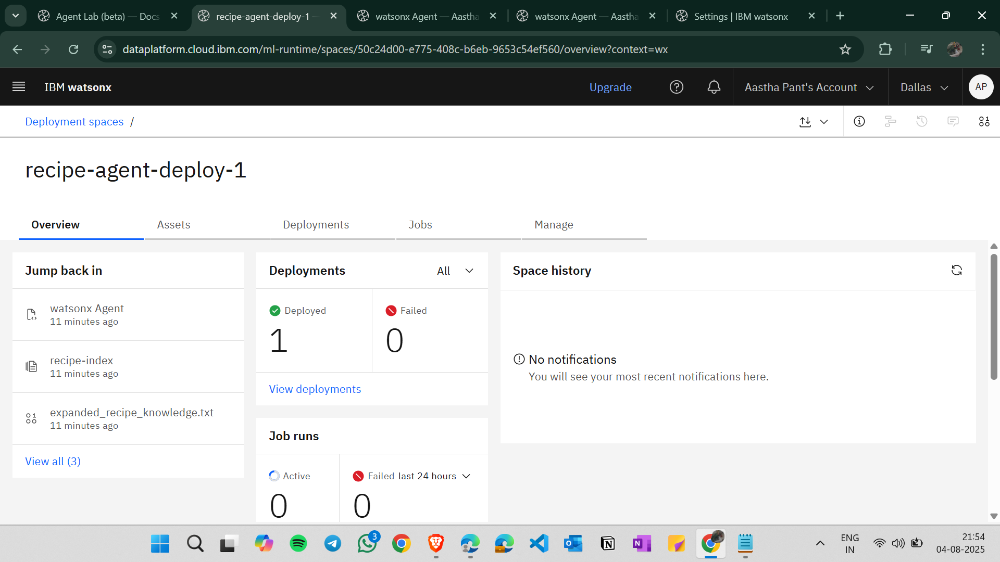 Agent Lab (beta) — Docs
recipe-agent-deploy-1 —
watsonx Agent — Aastha
watsonx Agent — Aastha
Settings | IBM watsonx
dataplatform.cloud.ibm.com/ml-runtime/spaces/50c24d00-e775-408c-b6eb-9653c54ef560/overview?context=wx
IBM watsonx
Upgrade
Aastha Pant's Account
Dallas
AP
Deployment spaces /
recipe-agent-deploy-1
Overview
Assets
Deployments
Jobs
Manage
Jump back in
watsonx Agent
11 minutes ago
recipe-index
11 minutes ago
expanded_recipe_knowledge.txt
11 minutes ago
View all (3)
Deployments
All
Deployed
1
Failed
0
View deployments
Job runs
Active
0
Failed last 24 hours
0
Space history
No notifications
You will see your most recent notifications here.
3
ENG
IN
21:54
04-08-2025